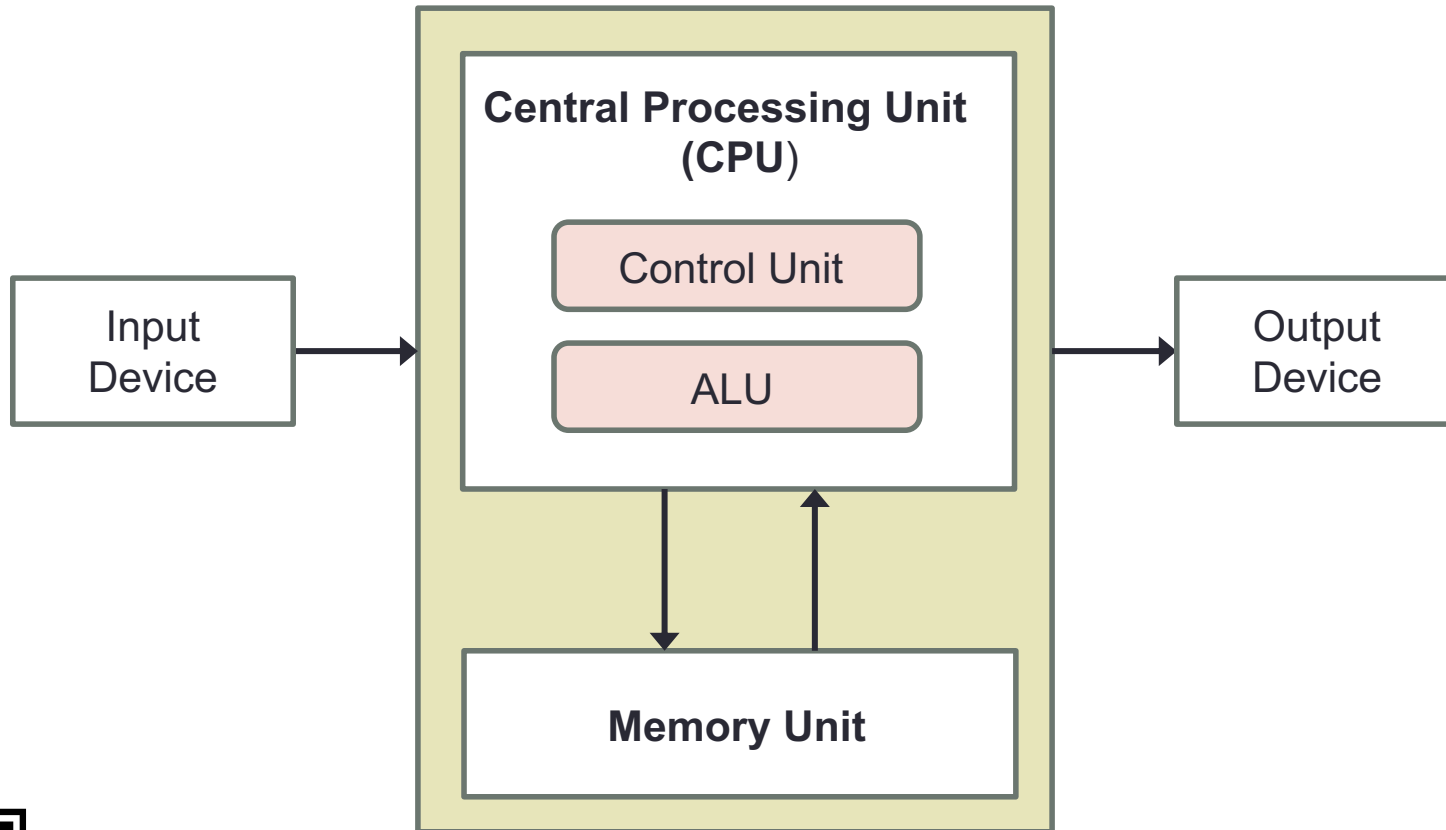 Central Processing Unit
(CPU)
Control Unit
Input
Device
ALU
Output
Device
Memory Unit